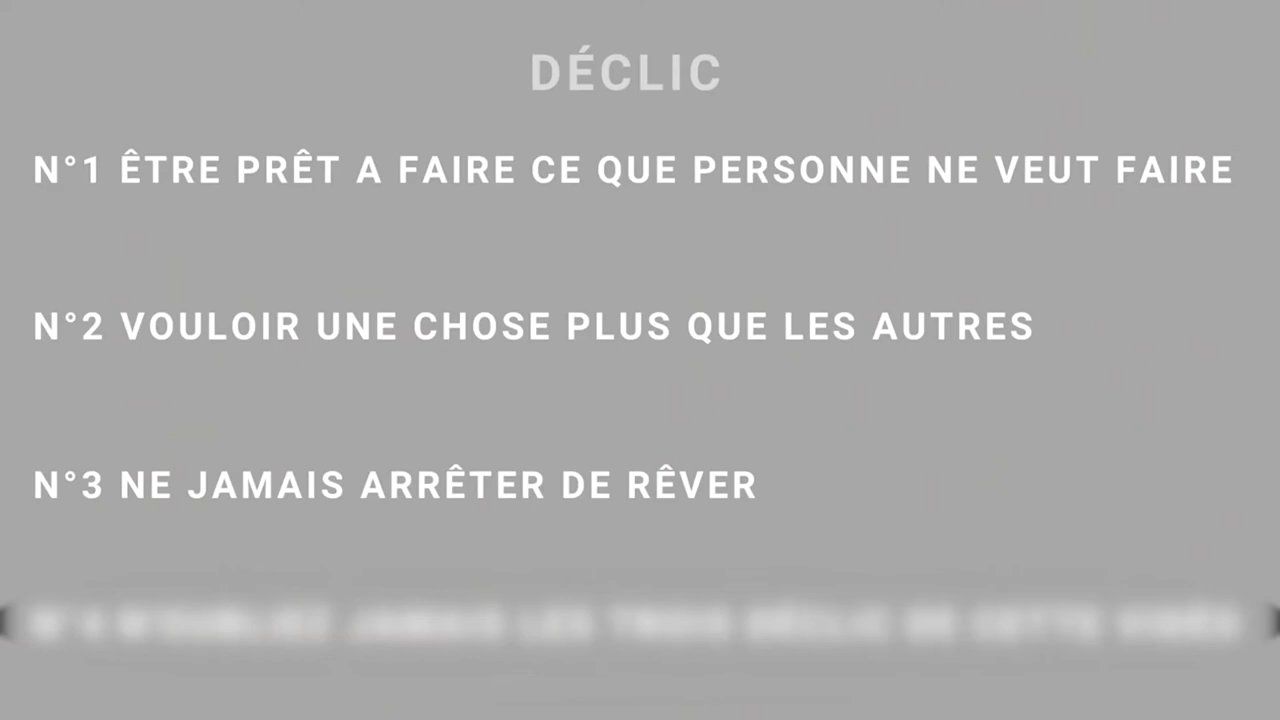 DÉCLIC
N°1 ÊTRE PRÊT A FAIRE CE QUE PERSONNE NE VEUT FAIRE
N°2 VOULOIR UNE CHOSE PLUS QUE LES AUTRES
N°3 NE JAMAIS ARRÊTER DE RÊVER